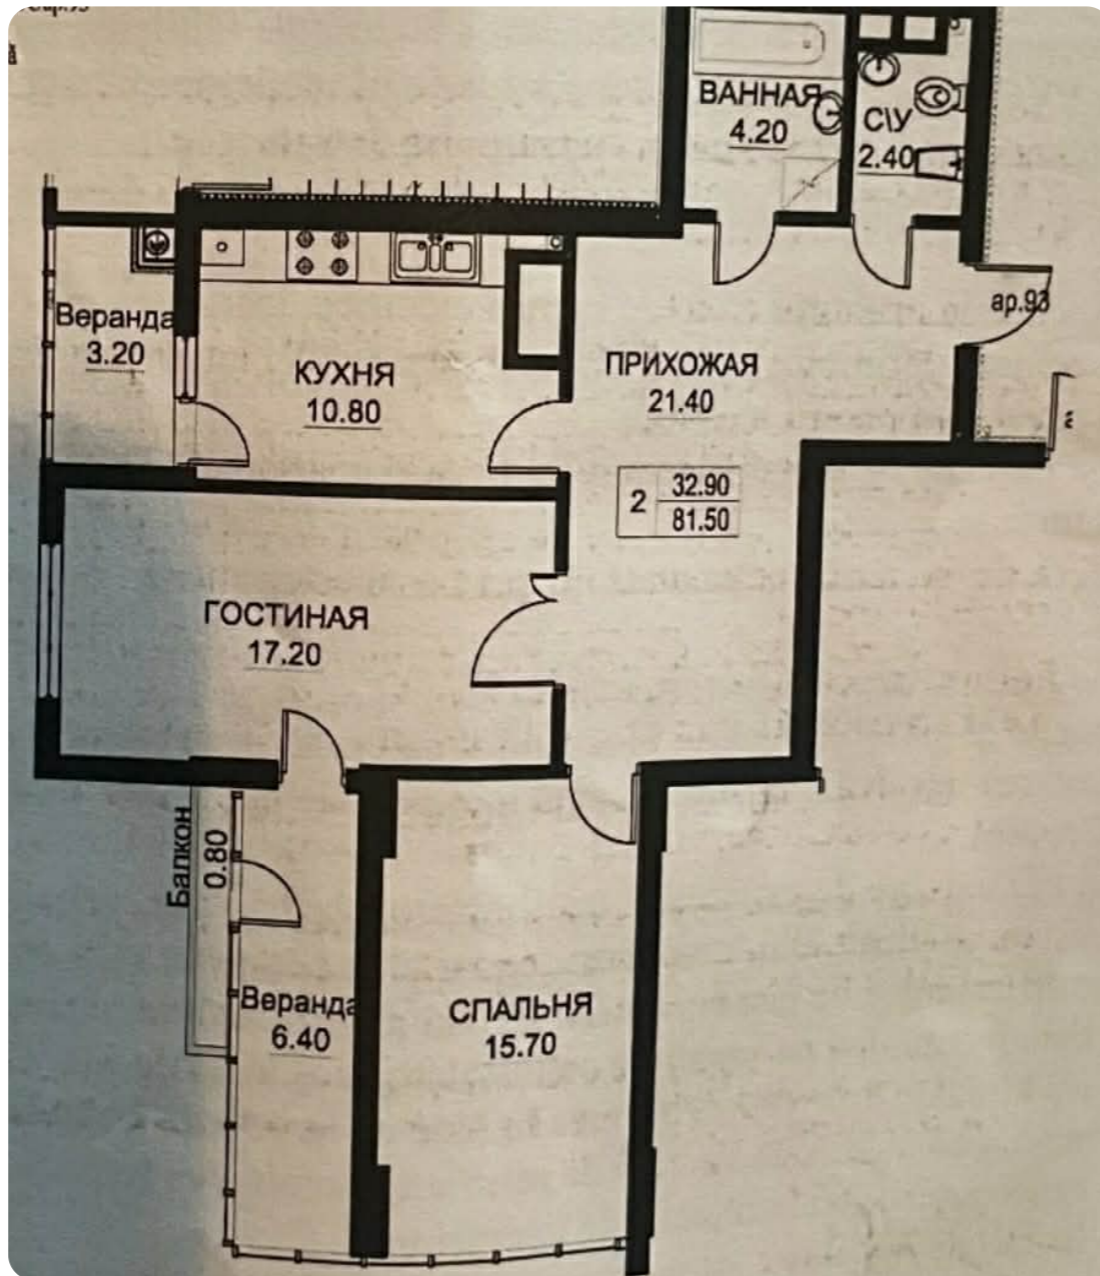 ВАННАЯ
4.20
С\У
2.40
ap.93
Веранда
3.20
КУХНЯ
10.80
ПРИХОЖАЯ
21.40
2
32.90
81.50
ГОСТИНАЯ
17.20
Балкон
0.80
Веранда
6.40
СПАЛЬНЯ
15.70